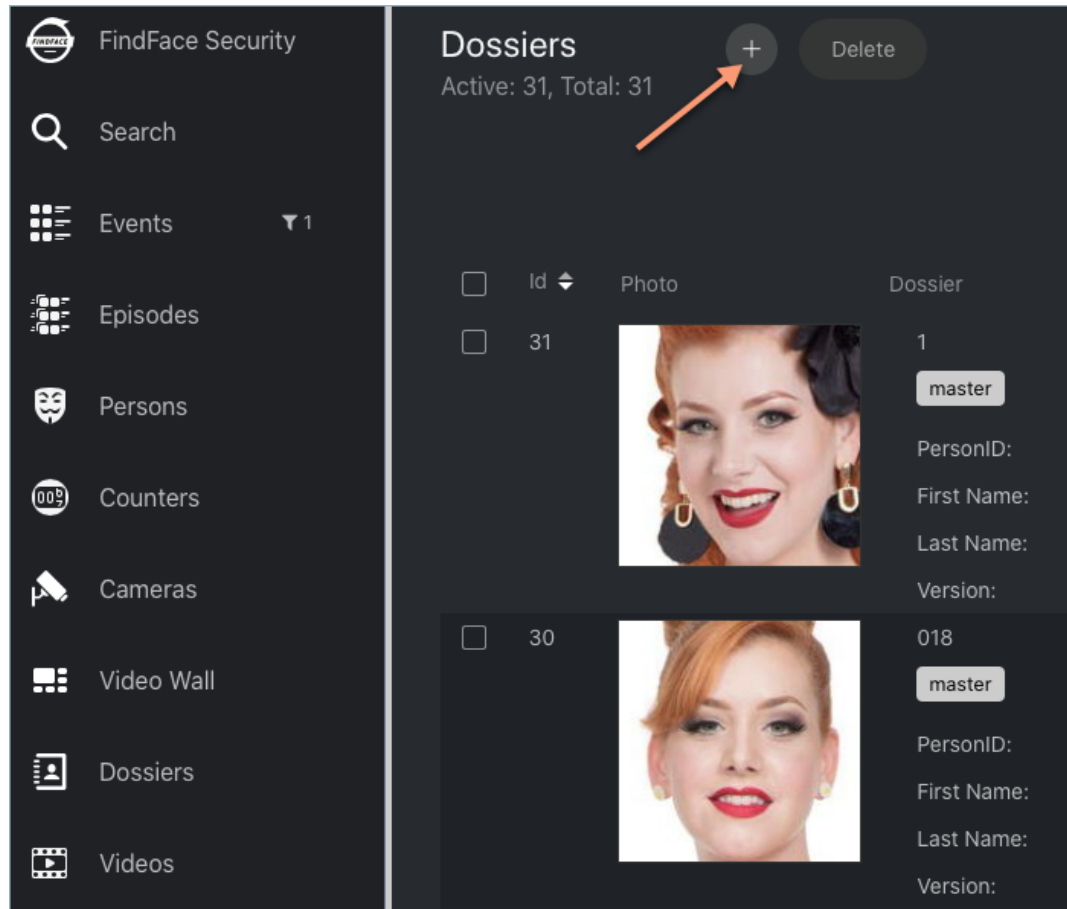 FINDFACE
FindFace Security
Search
Events 1
Episodes
Persons
Counters
Cameras
Video Wall
Dossiers
Videos
Dossiers + Delete
Active: 31, Total: 31
Id Photo Dossier
31 1
master
PersonID:
First Name:
Last Name:
Version:
30 018
master
PersonID:
First Name:
Last Name:
Version: